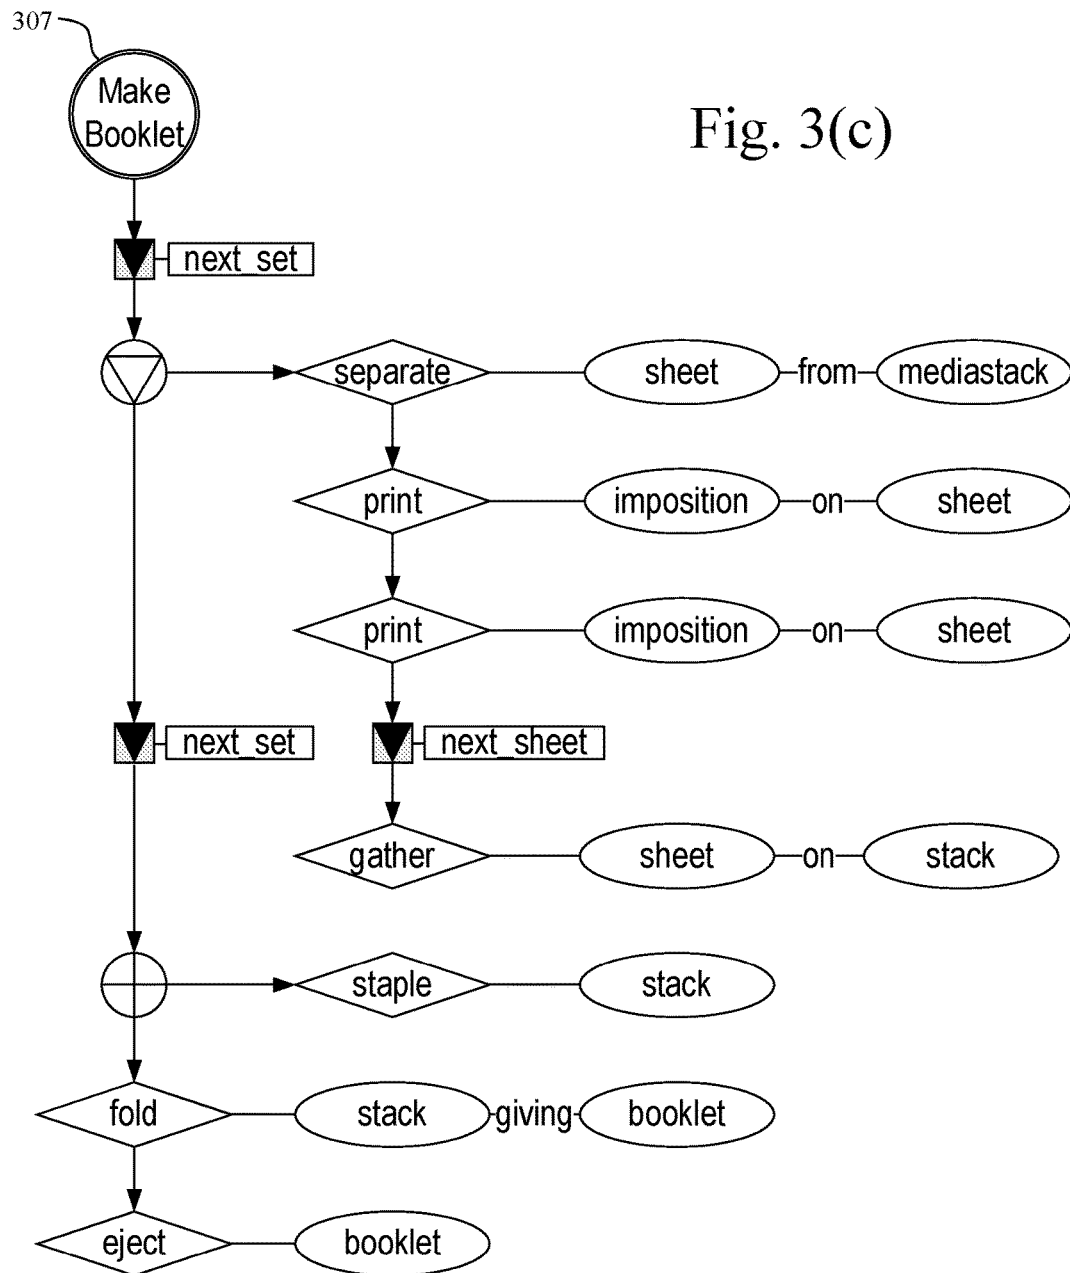 307
Make
Booklet
Fig. 3(c)
next_set
separate sheet from mediastack
print imposition on sheet
print imposition on sheet
next_set next_sheet
gather sheet on stack
staple stack
fold stack giving booklet
eject booklet